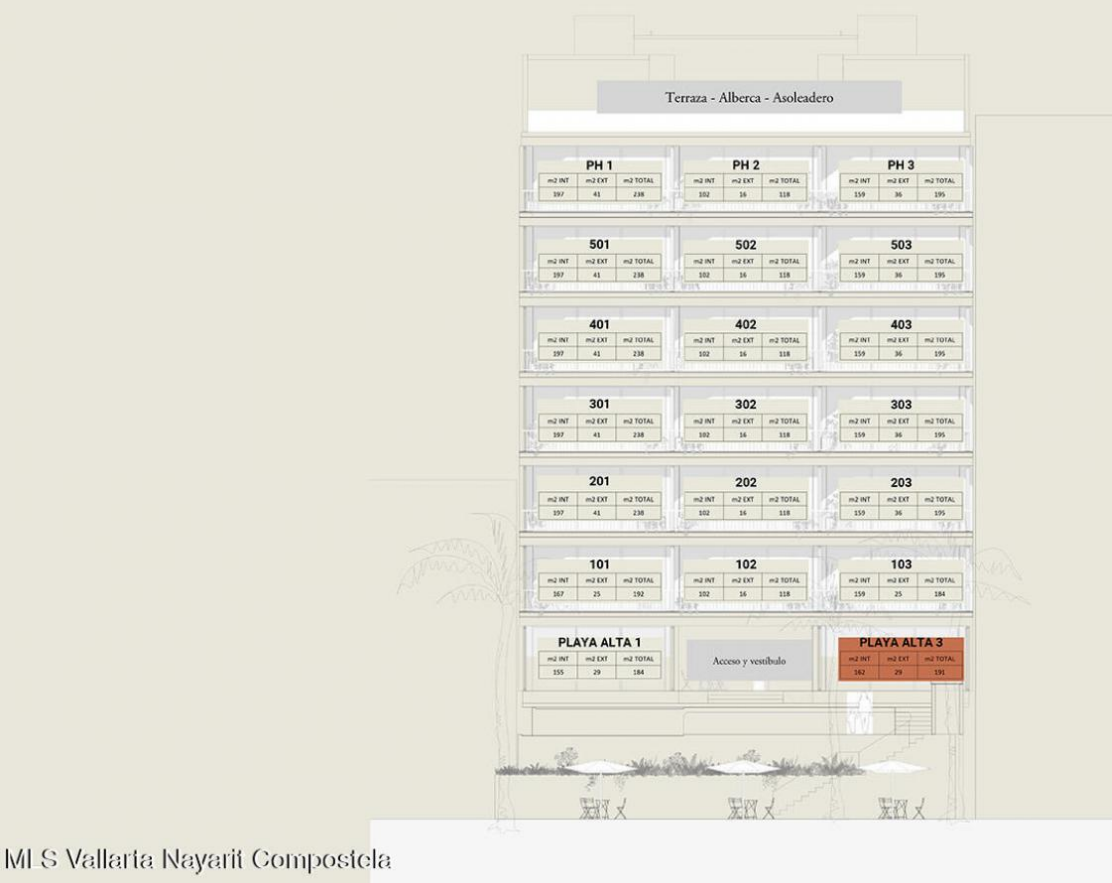 Terraza - Alberca - Asoleadero
PH 1 PH 2 PH 3
m2 INT m2 EXT m2 TOTAL m2 INT m2 EXT m2 TOTAL m2 INT m2 EXT m2 TOTAL
197 41 238 102 16 118 159 36 195
501 502 503
m2 INT m2 EXT m2 TOTAL m2 INT m2 EXT m2 TOTAL m2 INT m2 EXT m2 TOTAL
197 41 238 102 16 118 159 36 195
401 402 403
m2 INT m2 EXT m2 TOTAL m2 INT m2 EXT m2 TOTAL m2 INT m2 EXT m2 TOTAL
197 41 238 102 16 118 159 36 195
301 302 303
m2 INT m2 EXT m2 TOTAL m2 INT m2 EXT m2 TOTAL m2 INT m2 EXT m2 TOTAL
197 41 238 102 16 118 159 36 195
201 202 203
m2 INT m2 EXT m2 TOTAL m2 INT m2 EXT m2 TOTAL m2 INT m2 EXT m2 TOTAL
197 41 238 102 16 118 159 36 195
101 102 103
m2 INT m2 EXT m2 TOTAL m2 INT m2 EXT m2 TOTAL m2 INT m2 EXT m2 TOTAL
167 25 192 102 16 118 159 25 184
PLAYA ALTA 1 Acceso y vestíbulo PLAYA ALTA 3
m2 INT m2 EXT m2 TOTAL m2 INT m2 EXT m2 TOTAL
155 29 184 162 29 191
MLS Vallarta Nayarit Compostela